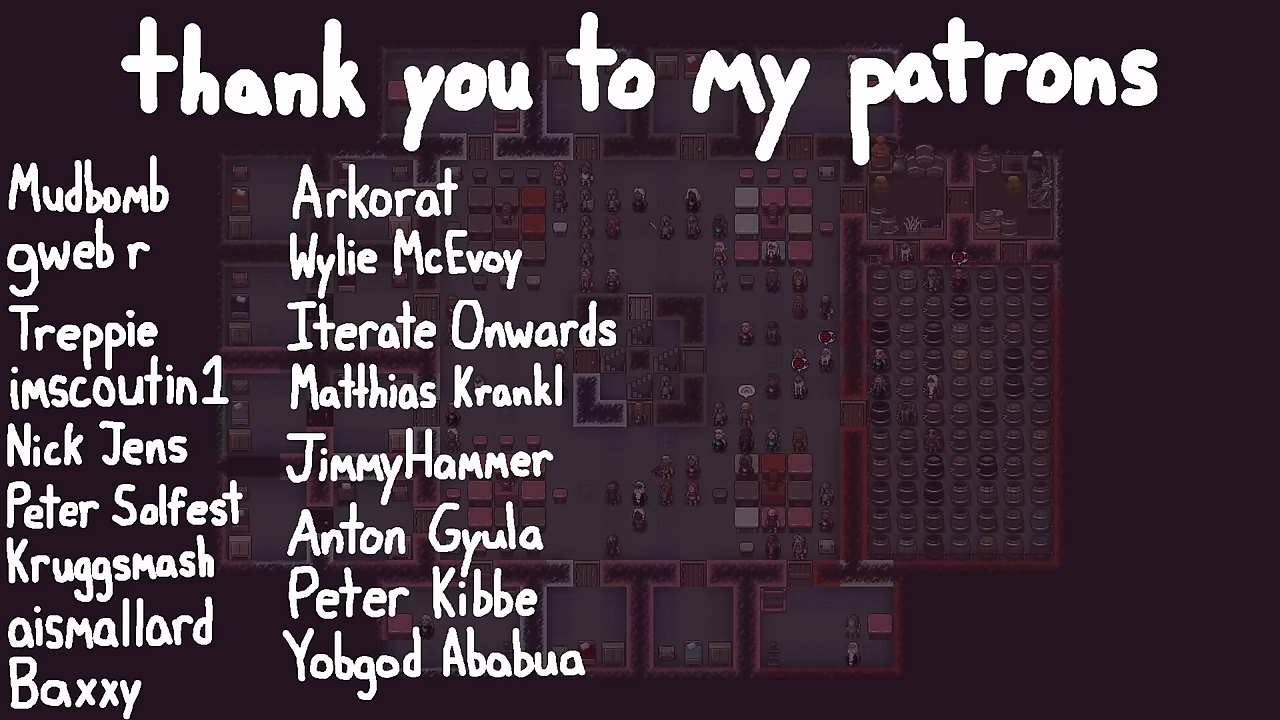 thank you to my patrons
Mudbomb
gweb r
Treppie
imscoutin1
Nick Jens
Peter Solfest
Kruggsmash
aismallard
Baxxy
Arkorat
Wylie McEvoy
Iterate Onwards
Matthias Krankl
JimmyHammer
Anton Gyula
Peter Kibbe
Yobgod Ababua